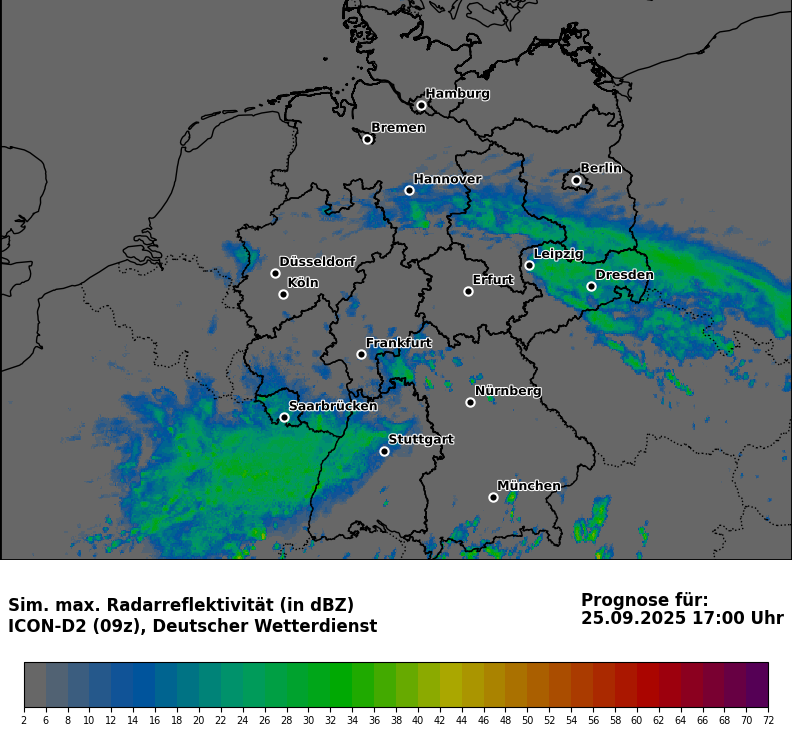 Hamburg
Bremen
Berlin
Hannover
Leipzig
Düsseldorf
Dresden
Erfurt
Köln
Frankfurt
Nürnberg
Saarbrücken
Stuttgart
München
Sim. max. Radarreflektivität (in dBZ)
ICON-D2 (09z), Deutscher Wetterdienst
Prognose für:
25.09.2025 17:00 Uhr
2 6 8 10 12 14 16 18 20 22 24 26 28 30 32 34 36 38 40 42 44 46 48 50 52 54 56 58 60 62 64 66 68 70 72